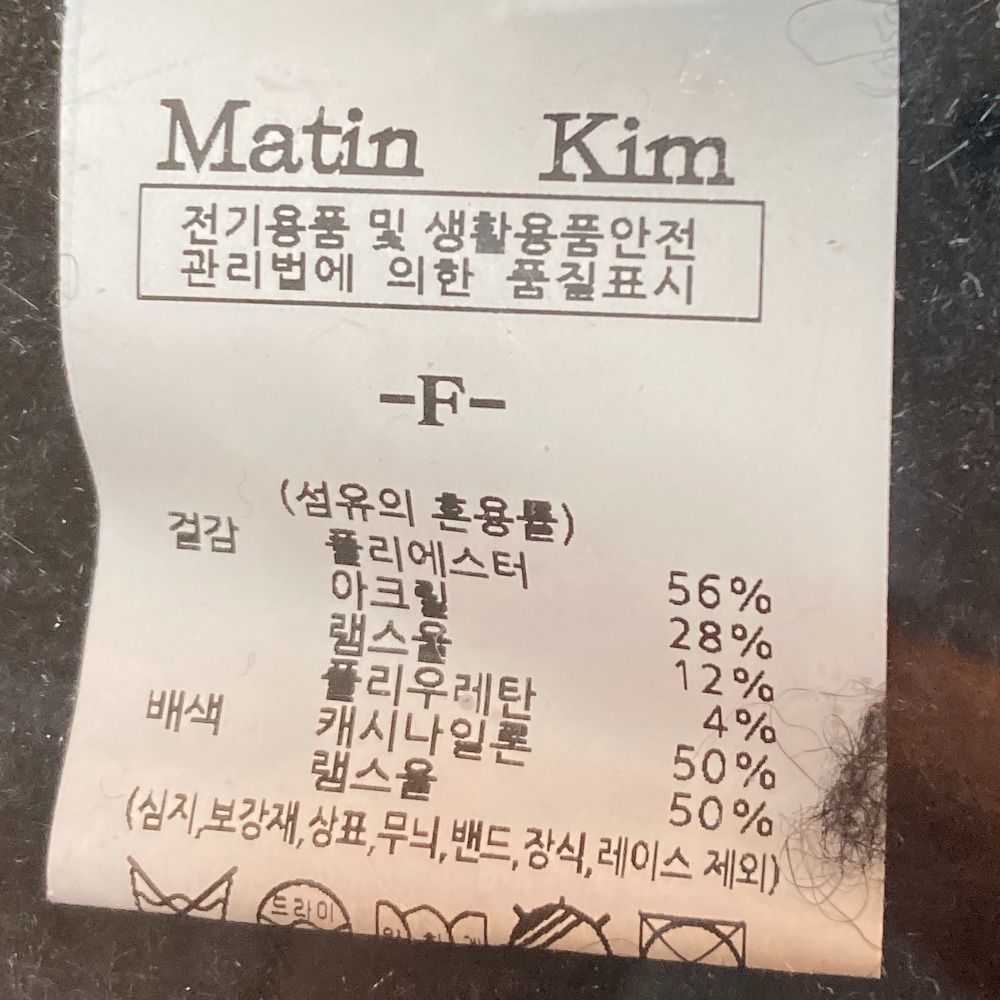 Matin Kim
전기용품 및 생활용품안전
관리법에 의한 품질표시
-F-
(섬유의 혼용률)
겉감 폴리에스터 56%
아크릴 28%
램스울 12%
폴리우레탄 4%
배색 캐시나일론 50%
램스울 50%
(심지,보강재,상표,무늬,밴드,장식,레이스 제외)
드라이